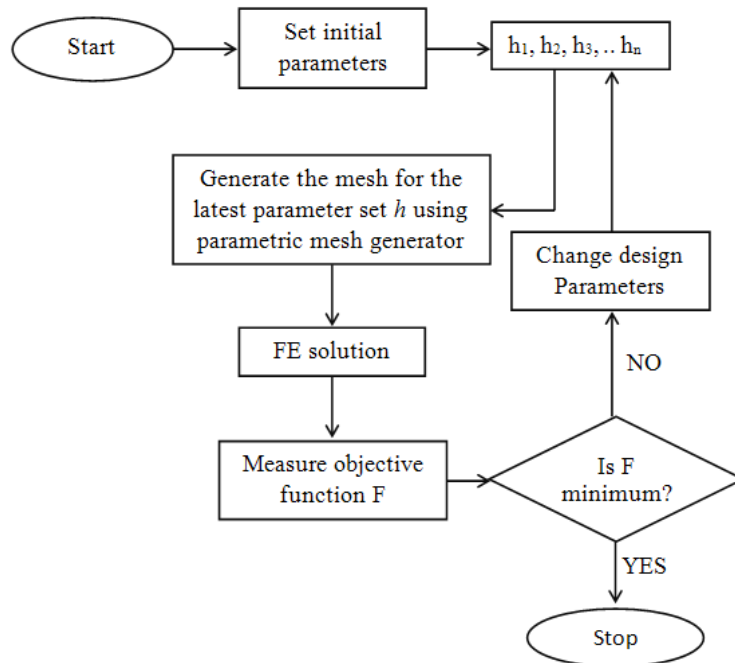 Start
Set initial
parameters
h₁, h₂, h₃, .. hₙ
Generate the mesh for the
latest parameter set h using
parametric mesh generator
Change design
Parameters
FE solution
NO
Measure objective
function F
Is F
minimum?
YES
Stop